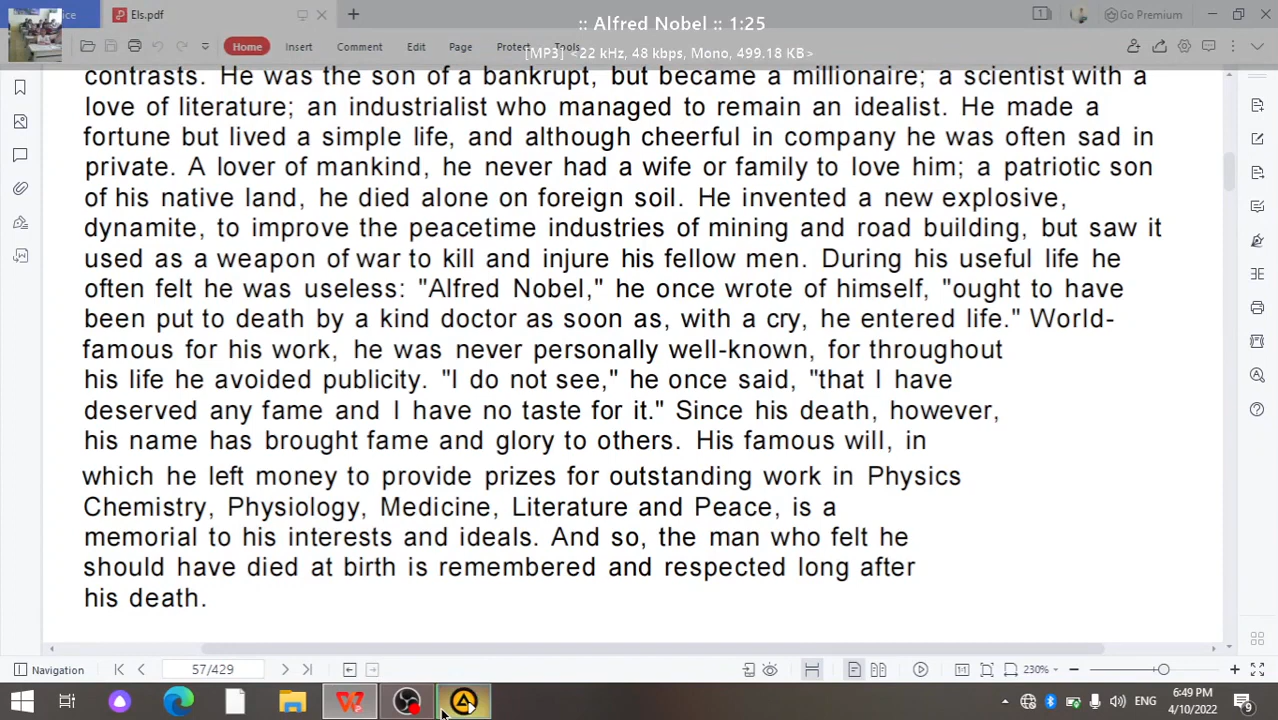 ice
Els.pdf
:: Alfred Nobel :: 1:25
[MP3] <22 kHz, 48 kbps, Mono, 499.18 KB>
1
Go Premium
Home Insert Comment Edit Page Protect Tools
contrasts. He was the son of a bankrupt, but became a millionaire; a scientist with a
love of literature; an industrialist who managed to remain an idealist. He made a
fortune but lived a simple life, and although cheerful in company he was often sad in
private. A lover of mankind, he never had a wife or family to love him; a patriotic son
of his native land, he died alone on foreign soil. He invented a new explosive,
dynamite, to improve the peacetime industries of mining and road building, but saw it
used as a weapon of war to kill and injure his fellow men. During his useful life he
often felt he was useless: "Alfred Nobel," he once wrote of himself, "ought to have
been put to death by a kind doctor as soon as, with a cry, he entered life." World-
famous for his work, he was never personally well-known, for throughout
his life he avoided publicity. "I do not see," he once said, "that I have
deserved any fame and I have no taste for it." Since his death, however,
his name has brought fame and glory to others. His famous will, in
which he left money to provide prizes for outstanding work in Physics
Chemistry, Physiology, Medicine, Literature and Peace, is a
memorial to his interests and ideals. And so, the man who felt he
should have died at birth is remembered and respected long after
his death.
Navigation 57/429 230%
ENG
6:49 PM
4/10/2022
9